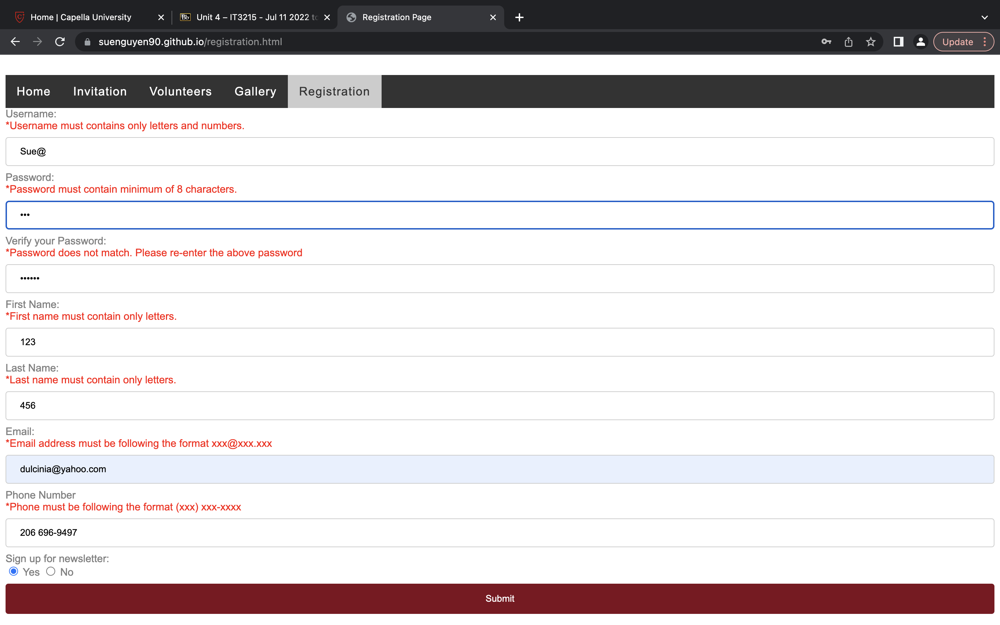 Home | Capella University
Unit 4 – IT3215 - Jul 11 2022 to
Registration Page
suenguyen90.github.io/registration.html
Update
Home Invitation Volunteers Gallery Registration
Username:
*Username must contains only letters and numbers.
Sue@
Password:
*Password must contain minimum of 8 characters.
•••
Verify your Password:
*Password does not match. Please re-enter the above password
••••••
First Name:
*First name must contain only letters.
123
Last Name:
*Last name must contain only letters.
456
Email:
*Email address must be following the format xxx@xxx.xxx
dulcinia@yahoo.com
Phone Number
*Phone must be following the format (xxx) xxx-xxxx
206 696-9497
Sign up for newsletter:
Yes No
Submit